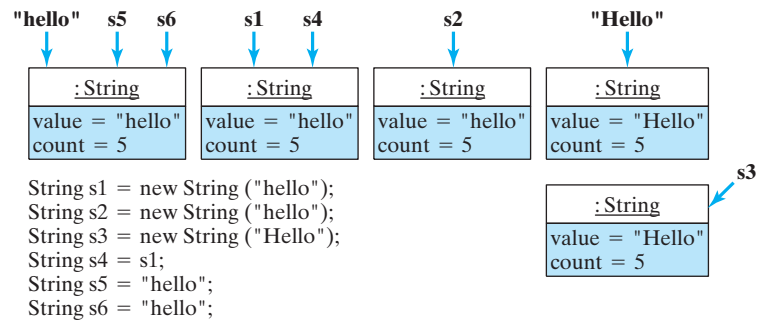 "hello" s5 s6 s1 s4 s2 "Hello"
: String : String : String : String
value = "hello" value = "hello" value = "hello" value = "Hello"
count = 5 count = 5 count = 5 count = 5
s3
: String
value = "Hello"
count = 5
String s1 = new String ("hello");
String s2 = new String ("hello");
String s3 = new String ("Hello");
String s4 = s1;
String s5 = "hello";
String s6 = "hello";